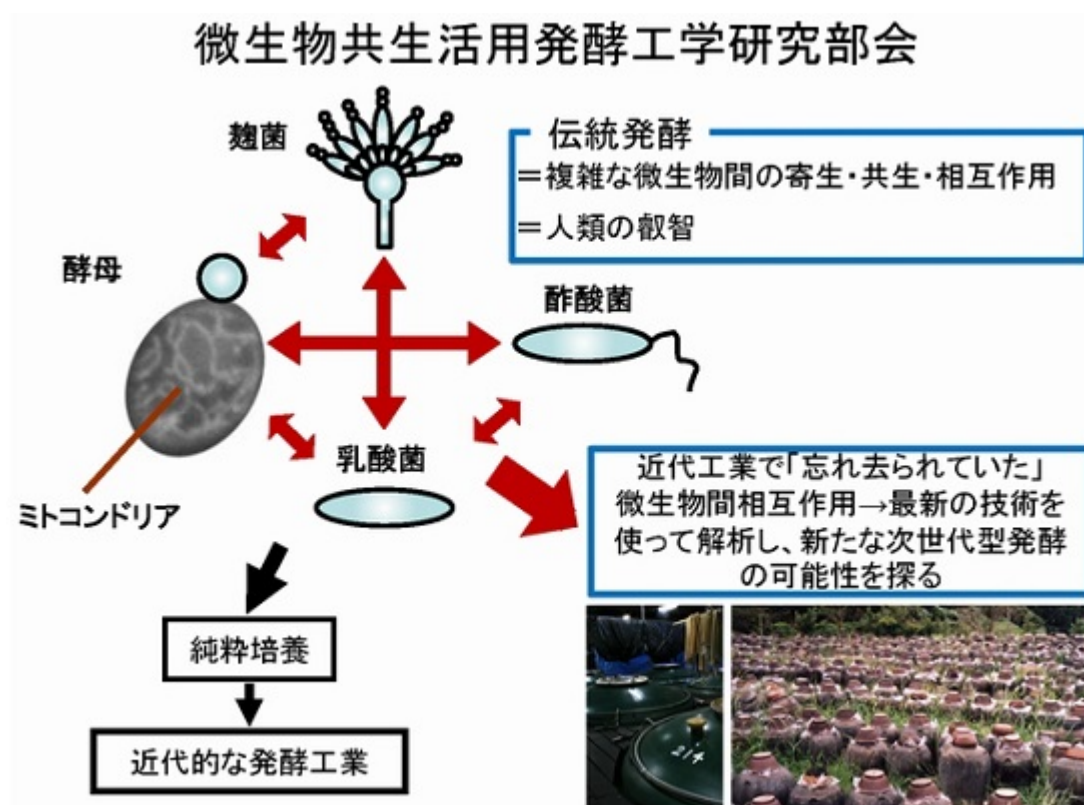 微生物共生活用発酵工学研究部会
麹菌
伝統発酵
＝複雑な微生物間の寄生・共生・相互作用
＝人類の叡智
酵母
酢酸菌
乳酸菌
ミトコンドリア
近代工業で「忘れ去られていた」
微生物間相互作用→最新の技術を
使って解析し、新たな次世代型発酵
の可能性を探る
純粋培養
近代的な発酵工業
214